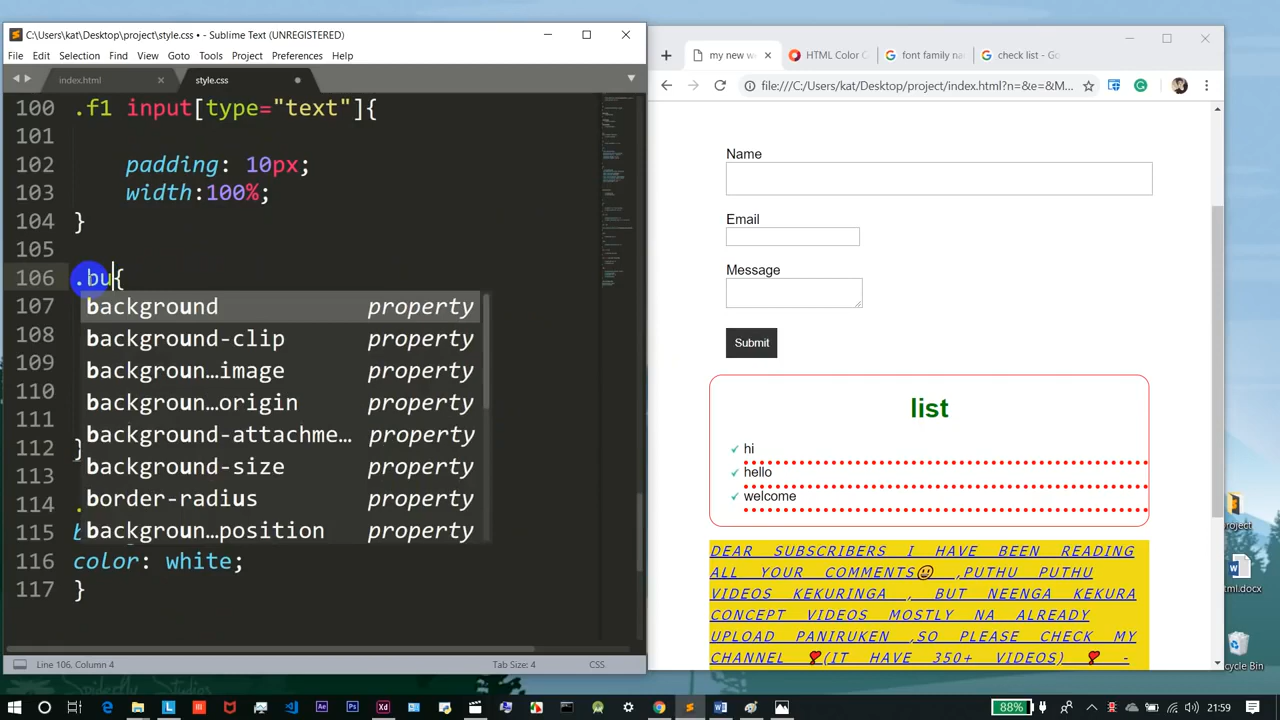 C:\Users\kat\Desktop\project\style.css • - Sublime Text (UNREGISTERED)
File Edit Selection Find View Goto Tools Project Preferences Help
index.html
style.css
100 .f1 input[type="text"]{
101
102 padding: 10px;
103 width:100%;
104 }
105
106 .bu{
107 background property
108 background-clip property
109 backgroun…image property
110 backgroun…origin property
111 background-attachme…
112 } background-size property
113 border-radius property
114 .
115 b backgroun…position property
116 color: white;
117 }
Line 106, Column 4
Tab Size: 4
CSS
my new w
HTML Color C
font family na
check list - Go
file:///C:/Users/kat/Desktop/project/index.html?n=&e=&M...
Name
Email
Message
Submit
list
hi
hello
welcome
DEAR SUBSCRIBERS I HAVE BEEN READING
ALL YOUR COMMENTS😃 ,PUTHU PUTHU
VIDEOS KEKURINGA , BUT NEENGA KEKURA
CONCEPT VIDEOS MOSTLY NA ALREADY
UPLOAD PANIRUKEN ,SO PLEASE CHECK MY
CHANNEL ❣(IT HAVE 350+ VIDEOS) ❣ -
project
tml.docx
cycle Bin
Spiderfly Studios
88%
21:59